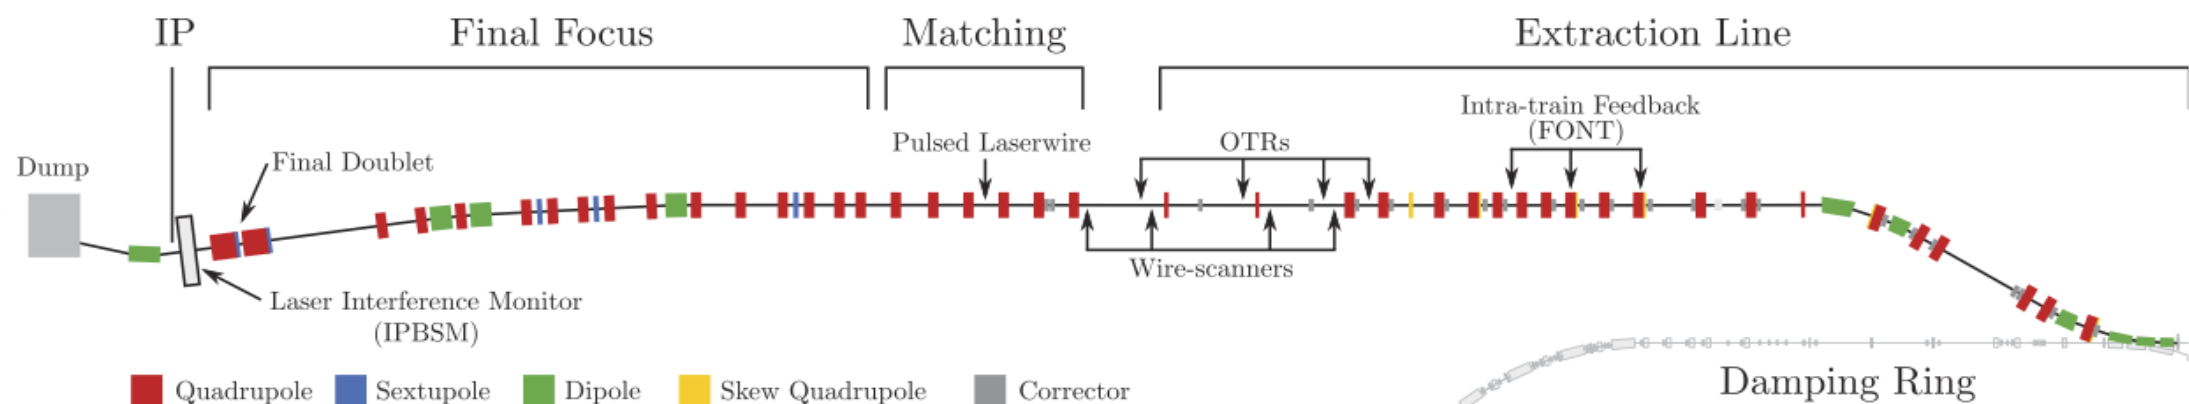 IP
Final Focus
Matching
Extraction Line
Intra-train Feedback
(FONT)
Pulsed Laserwire
OTRs
Final Doublet
Dump
Wire-scanners
Laser Interference Monitor
(IPBSM)
Damping Ring
Quadrupole
Sextupole
Dipole
Skew Quadrupole
Corrector